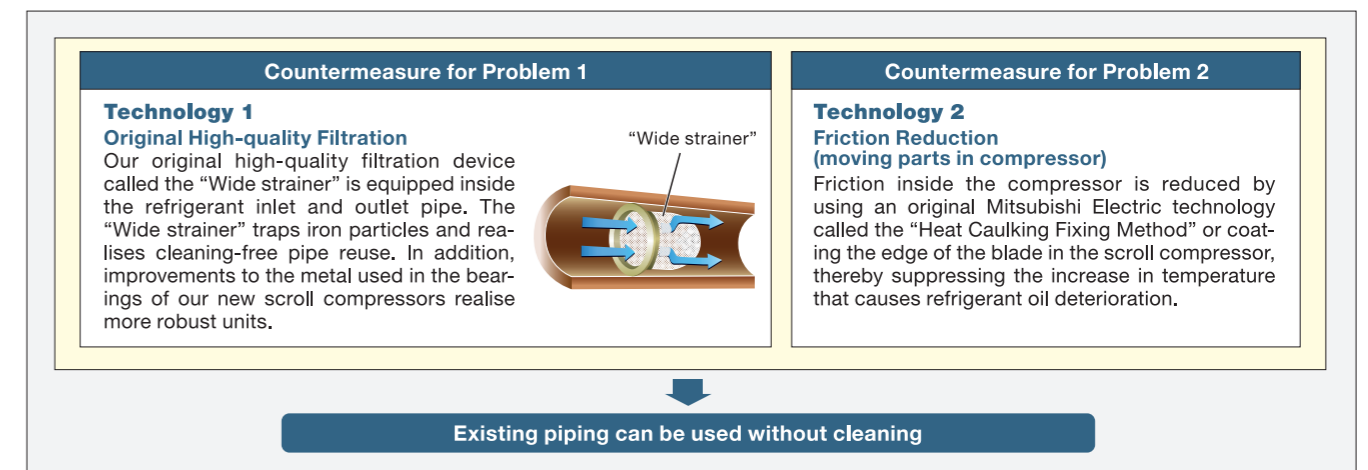 Countermeasure for Problem 1
Technology 1
Original High-quality Filtration
Our original high-quality filtration device
called the “Wide strainer” is equipped inside
the refrigerant inlet and outlet pipe. The
“Wide strainer” traps iron particles and rea-
lises cleaning-free pipe reuse. In addition,
improvements to the metal used in the bear-
ings of our new scroll compressors realise
more robust units.
“Wide strainer”
Countermeasure for Problem 2
Technology 2
Friction Reduction
(moving parts in compressor)
Friction inside the compressor is reduced by
using an original Mitsubishi Electric technology
called the “Heat Caulking Fixing Method” or coat-
ing the edge of the blade in the scroll compressor,
thereby suppressing the increase in temperature
that causes refrigerant oil deterioration.
Existing piping can be used without cleaning